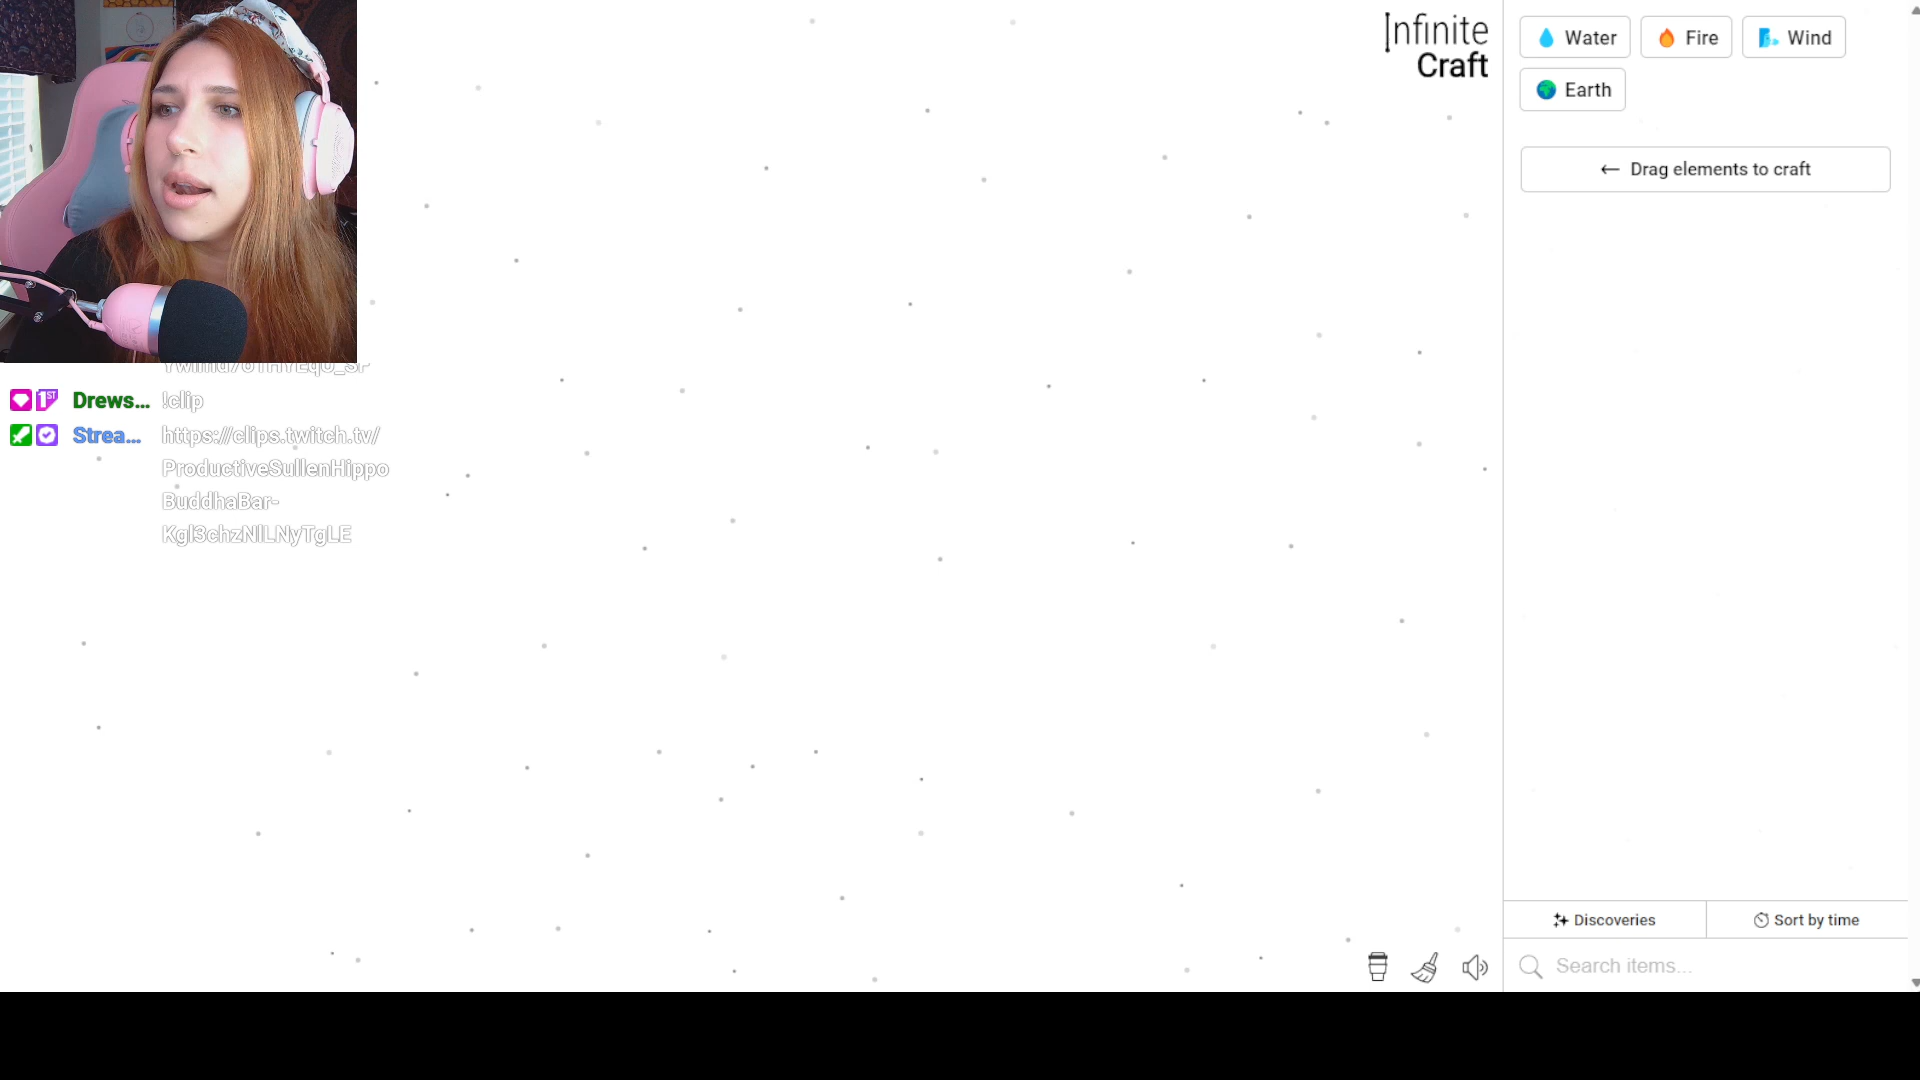 Infinite
Craft
Water
Fire
Wind
Earth
← Drag elements to craft
Drews... !clip
Strea... https://clips.twitch.tv/
ProductiveSullenHippo
BuddhaBar-
Kgl3chzNlLNyTgLE
Discoveries
Sort by time
Search items...